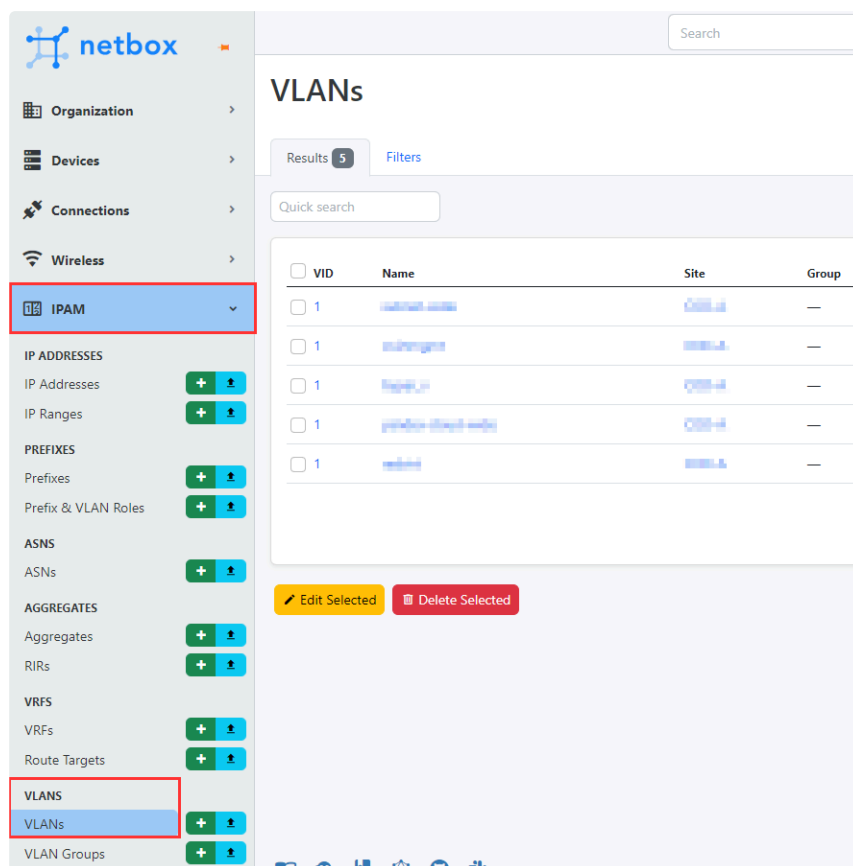 netbox
Search
Organization
Devices
Connections
Wireless
IPAM
IP ADDRESSES
IP Addresses
IP Ranges
PREFIXES
Prefixes
Prefix & VLAN Roles
ASNS
ASNs
AGGREGATES
Aggregates
RIRs
VRFS
VRFs
Route Targets
VLANS
VLANs
VLAN Groups
VLANs
Results 5 Filters
Quick search
VID Name Site Group
1 —
1 —
1 —
1 —
1 —
Edit Selected Delete Selected